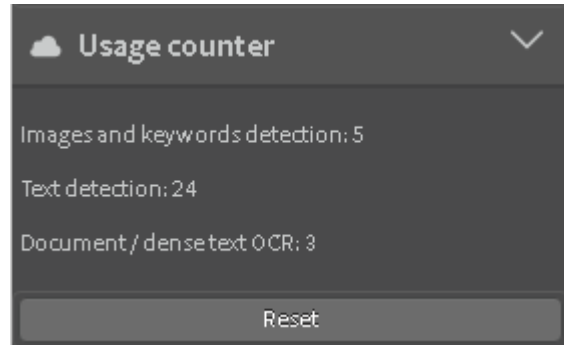 Usage counter
Images and keywords detection: 5
Text detection: 24
Document / dense text OCR: 3
Reset